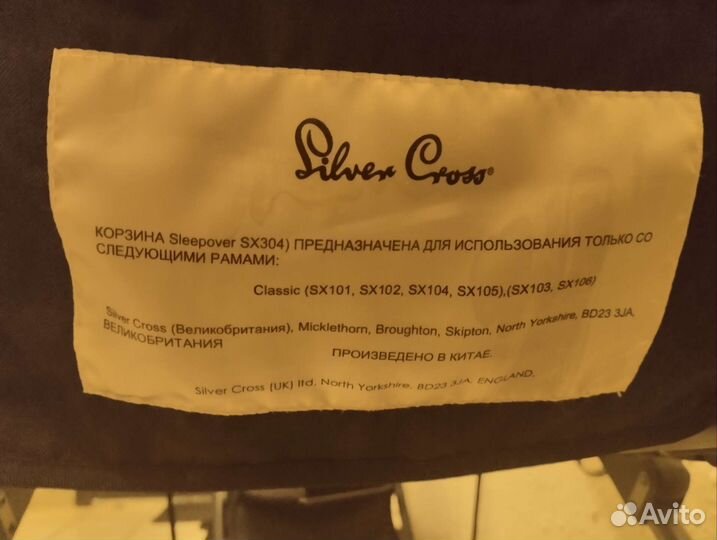 Silver Cross®
КОРЗИНА Sleepover SX304) ПРЕДНАЗНАЧЕНА ДЛЯ ИСПОЛЬЗОВАНИЯ ТОЛЬКО СО
СЛЕДУЮЩИМИ РАМАМИ:
Classic (SX101, SX102, SX104, SX105),(SX103, SX106)
Silver Cross (Великобритания), Micklethorn, Broughton, Skipton, North Yorkshire, BD23 3JA,
ВЕЛИКОБРИТАНИЯ
ПРОИЗВЕДЕНО В КИТАЕ.
Silver Cross (UK) ltd, North Yorkshire, BD23 3JA, ENGLAND.
Avito